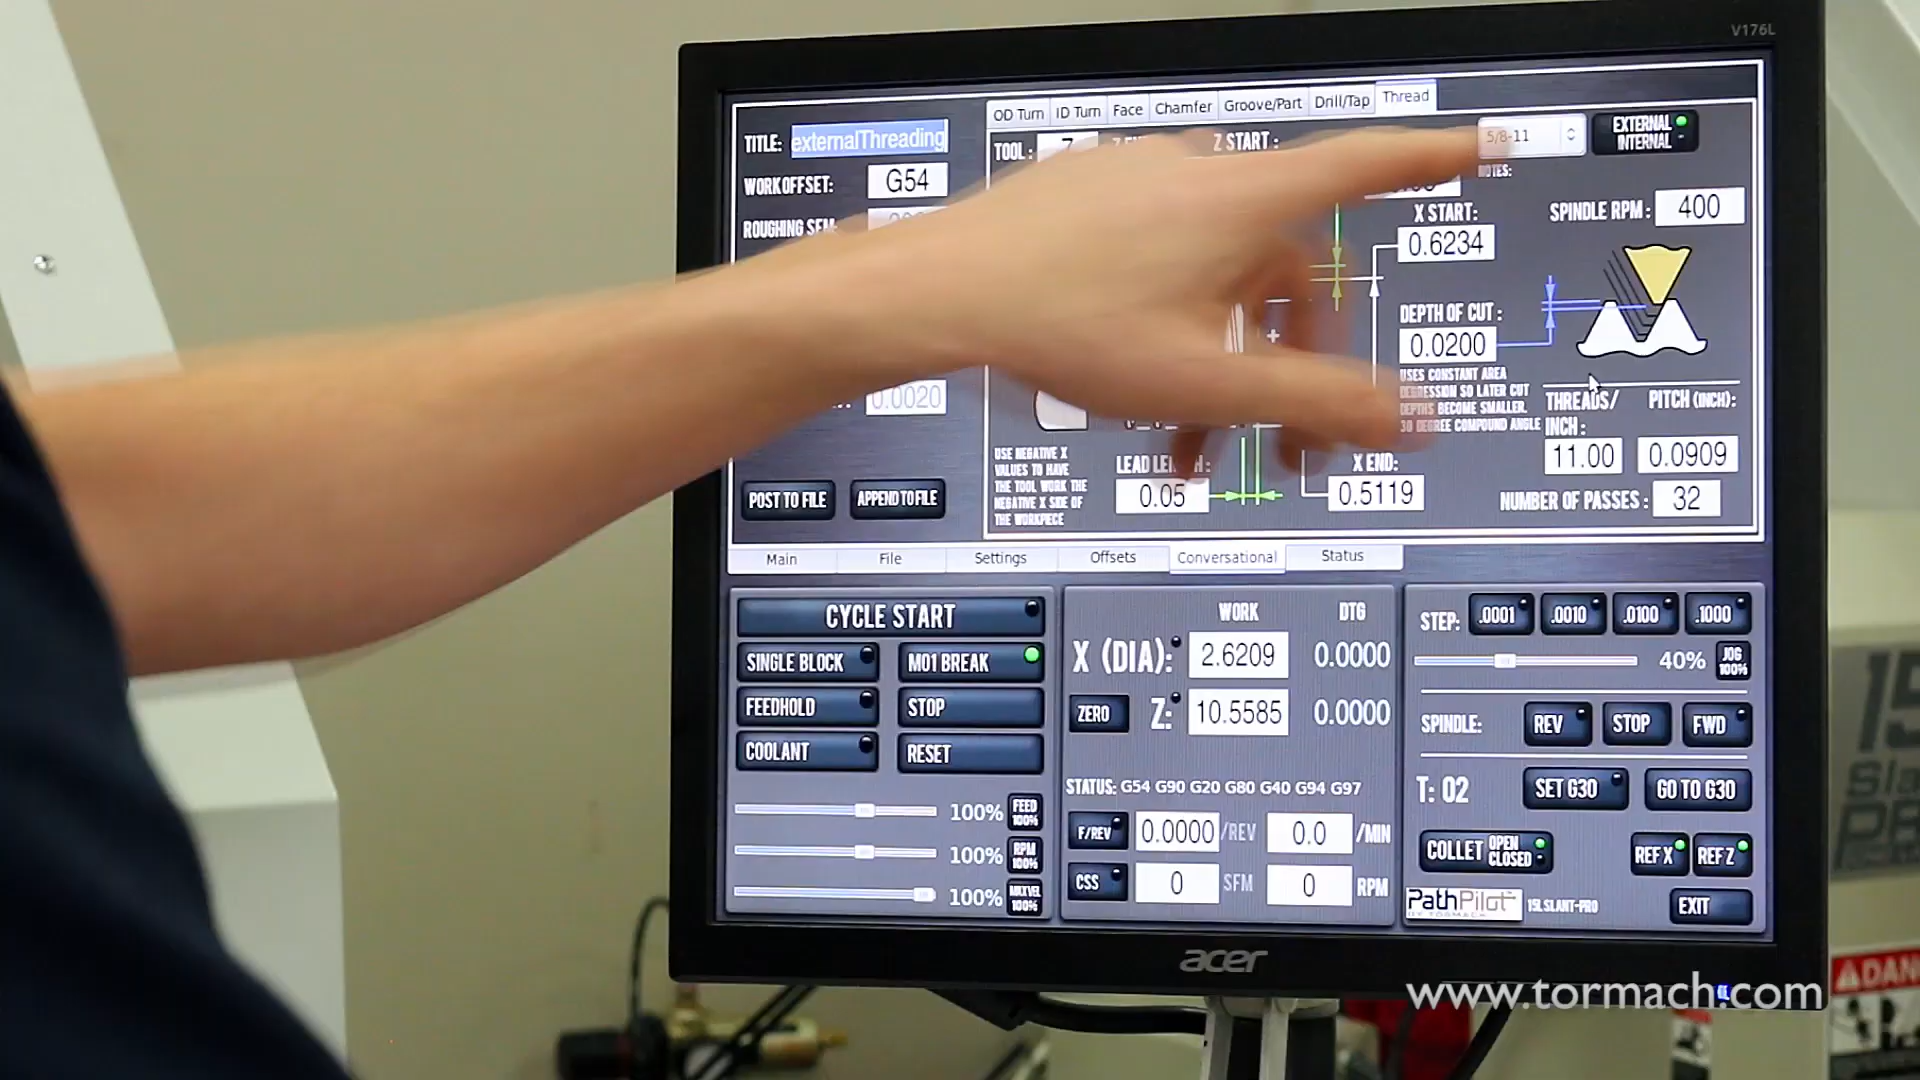 V176L
OD Turn ID Turn Face Chamfer Groove/Part Drill/Tap Thread
TITLE: externalThreading
TOOL:
Z START:
5/8-11
EXTERNAL
INTERNAL
WORK OFFSET: G54
NOTES:
X START:
0.6234
SPINDLE RPM: 400
ROUGHING
DEPTH OF CUT:
0.0200
USES CONSTANT AREA
SO LATER CUT
DEPTHS BECOME SMALLER.
30 DEGREE COMPOUND ANGLE
THREADS/
INCH:
11.00
PITCH (INCH):
0.0909
0.0020
USE NEGATIVE X
VALUES TO HAVE
THE TOOL WORK THE
NEGATIVE X SIDE OF
THE WORKPIECE
LEAD
0.05
X END:
0.5119
NUMBER OF PASSES: 32
POST TO FILE APPEND TO FILE
Main File Settings Offsets Conversational Status
CYCLE START
SINGLE BLOCK M01 BREAK
FEEDHOLD STOP
COOLANT RESET
100% FEED 100%
100% RPM 100%
100% MAXVEL 100%
WORK DTG
X (DIA): 2.6209 0.0000
ZERO Z: 10.5585 0.0000
STATUS: G54 G90 G20 G80 G40 G94 G97
F/REV 0.0000 /REV 0.0 /MIN
CSS 0 SFM 0 RPM
STEP: .0001 .0010 .0100 .1000
40% JOG 100%
SPINDLE: REV STOP FWD
T: 02 SET G30 GO TO G30
COLLET OPEN CLOSED REF X REF Z
PathPilot
BY TORMACH
15L SLANT-PRO
EXIT
acer
15
Sla
PR
DAN
www.tormach.com